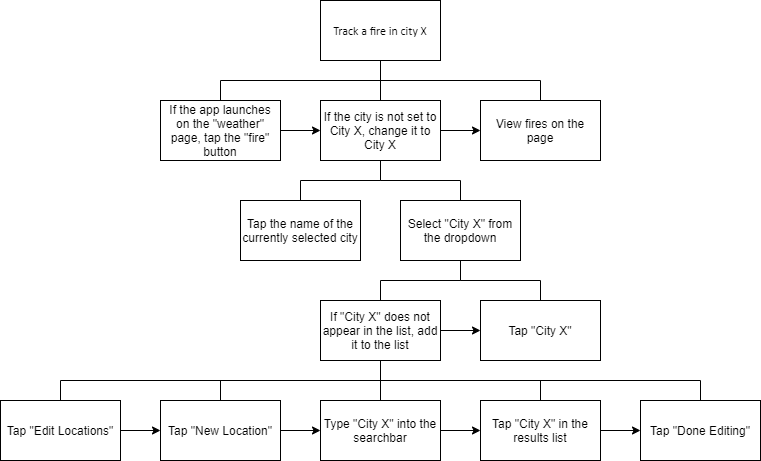 Track a fire in city X
If the app launches
on the "weather"
page, tap the "fire"
button
If the city is not set to
City X, change it to
City X
View fires on the
page
Tap the name of the
currently selected city
Select "City X" from
the dropdown
If "City X" does not
appear in the list, add
it to the list
Tap "City X"
Tap "Edit Locations"
Tap "New Location"
Type "City X" into the
searchbar
Tap "City X" in the
results list
Tap "Done Editing"